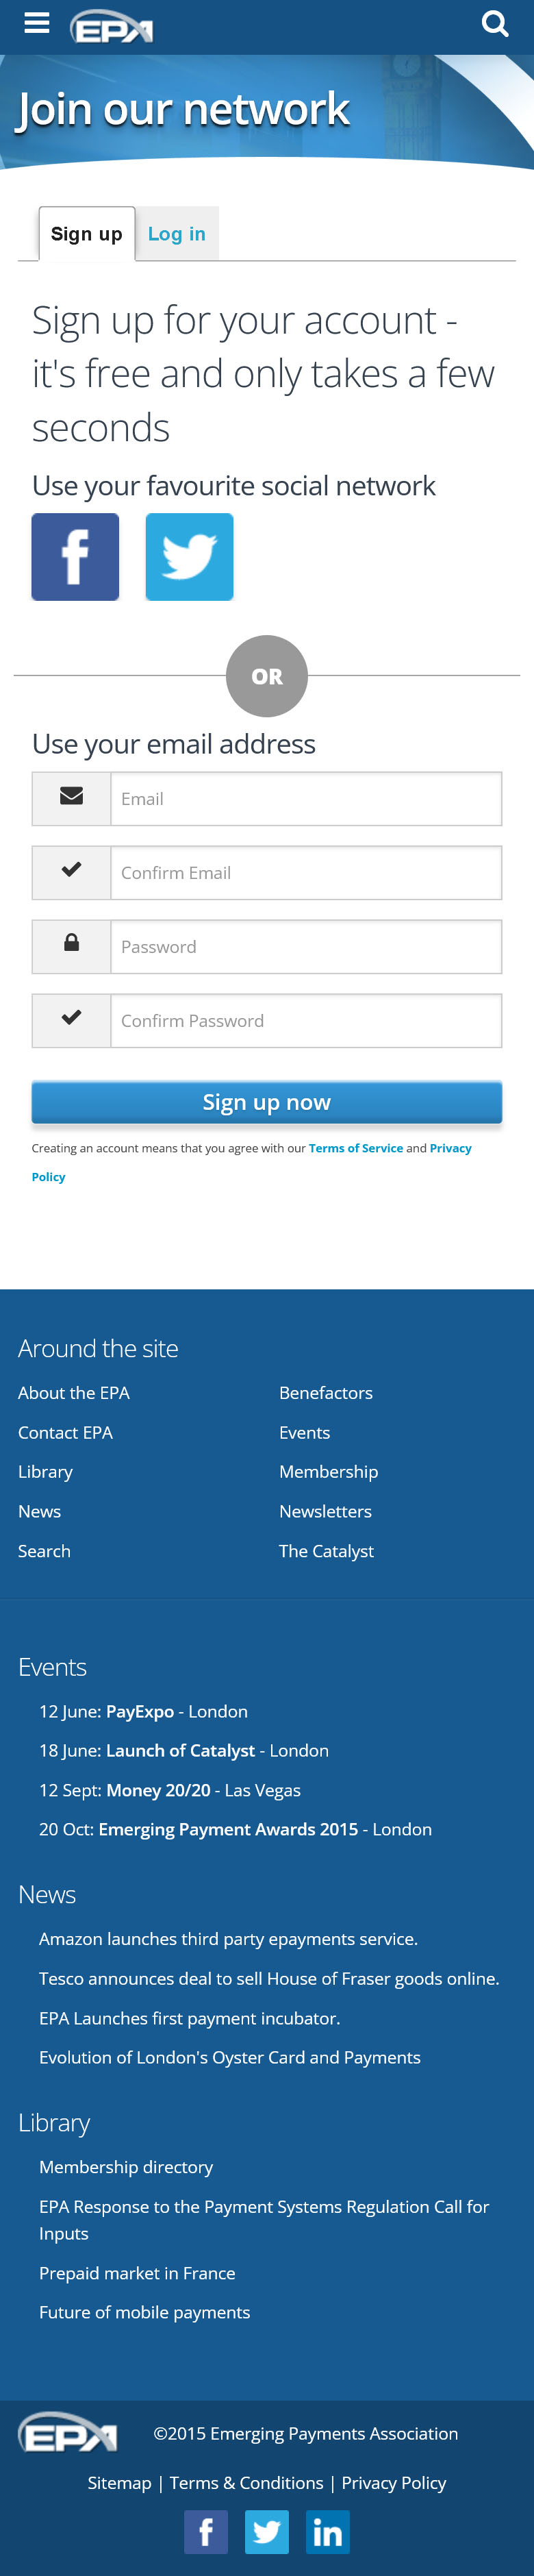 EPA
Join our network
Sign up
Log in
Sign up for your account -
it's free and only takes a few
seconds
Use your favourite social network
OR
Use your email address
Email
Confirm Email
Password
Confirm Password
Sign up now
Creating an account means that you agree with our Terms of Service and Privacy
Policy
Around the site
About the EPA
Benefactors
Contact EPA
Events
Library
Membership
News
Newsletters
Search
The Catalyst
Events
12 June: PayExpo - London
18 June: Launch of Catalyst - London
12 Sept: Money 20/20 - Las Vegas
20 Oct: Emerging Payment Awards 2015 - London
News
Amazon launches third party epayments service.
Tesco announces deal to sell House of Fraser goods online.
EPA Launches first payment incubator.
Evolution of London's Oyster Card and Payments
Library
Membership directory
EPA Response to the Payment Systems Regulation Call for
Inputs
Prepaid market in France
Future of mobile payments
EPA
©2015 Emerging Payments Association
Sitemap | Terms & Conditions | Privacy Policy